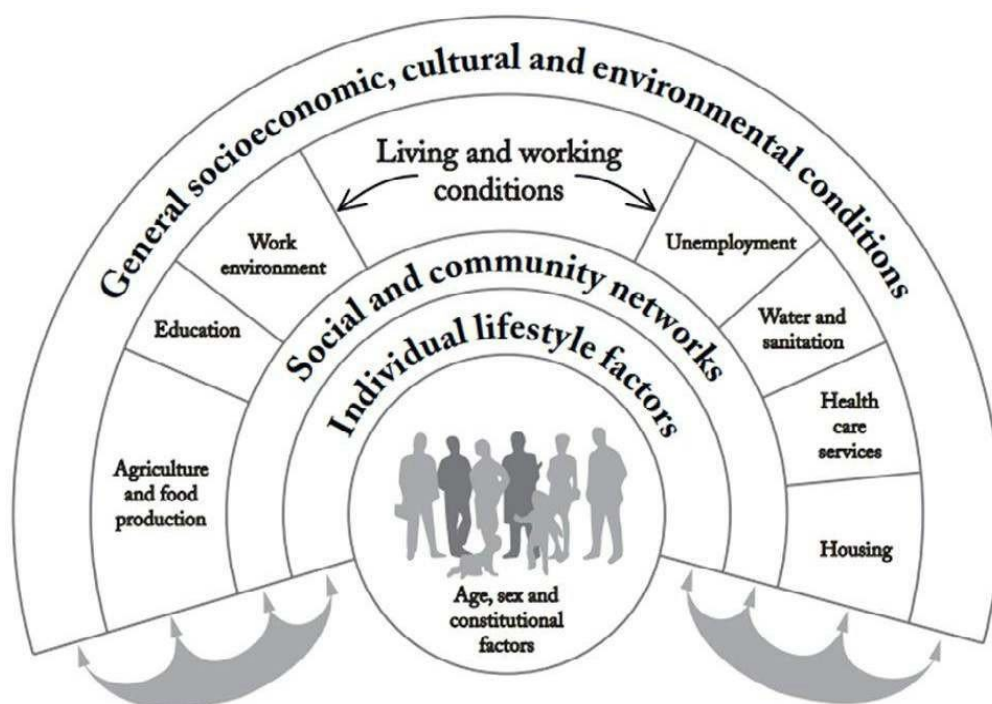 General socioeconomic, cultural and environmental conditions
Living and working
conditions
Work
environment
Unemployment
Education
Water and
sanitation
Agriculture
and food
production
Health
care
services
Housing
Social and community networks
Individual lifestyle factors
Age, sex and
constitutional
factors